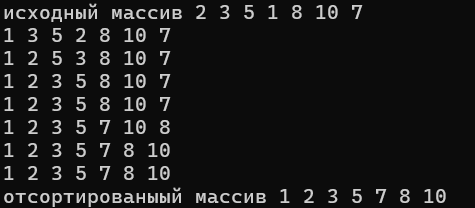 исходный массив 2 3 5 1 8 10 7
1 3 5 2 8 10 7
1 2 5 3 8 10 7
1 2 3 5 8 10 7
1 2 3 5 8 10 7
1 2 3 5 7 10 8
1 2 3 5 7 8 10
1 2 3 5 7 8 10
отсортированыый массив 1 2 3 5 7 8 10